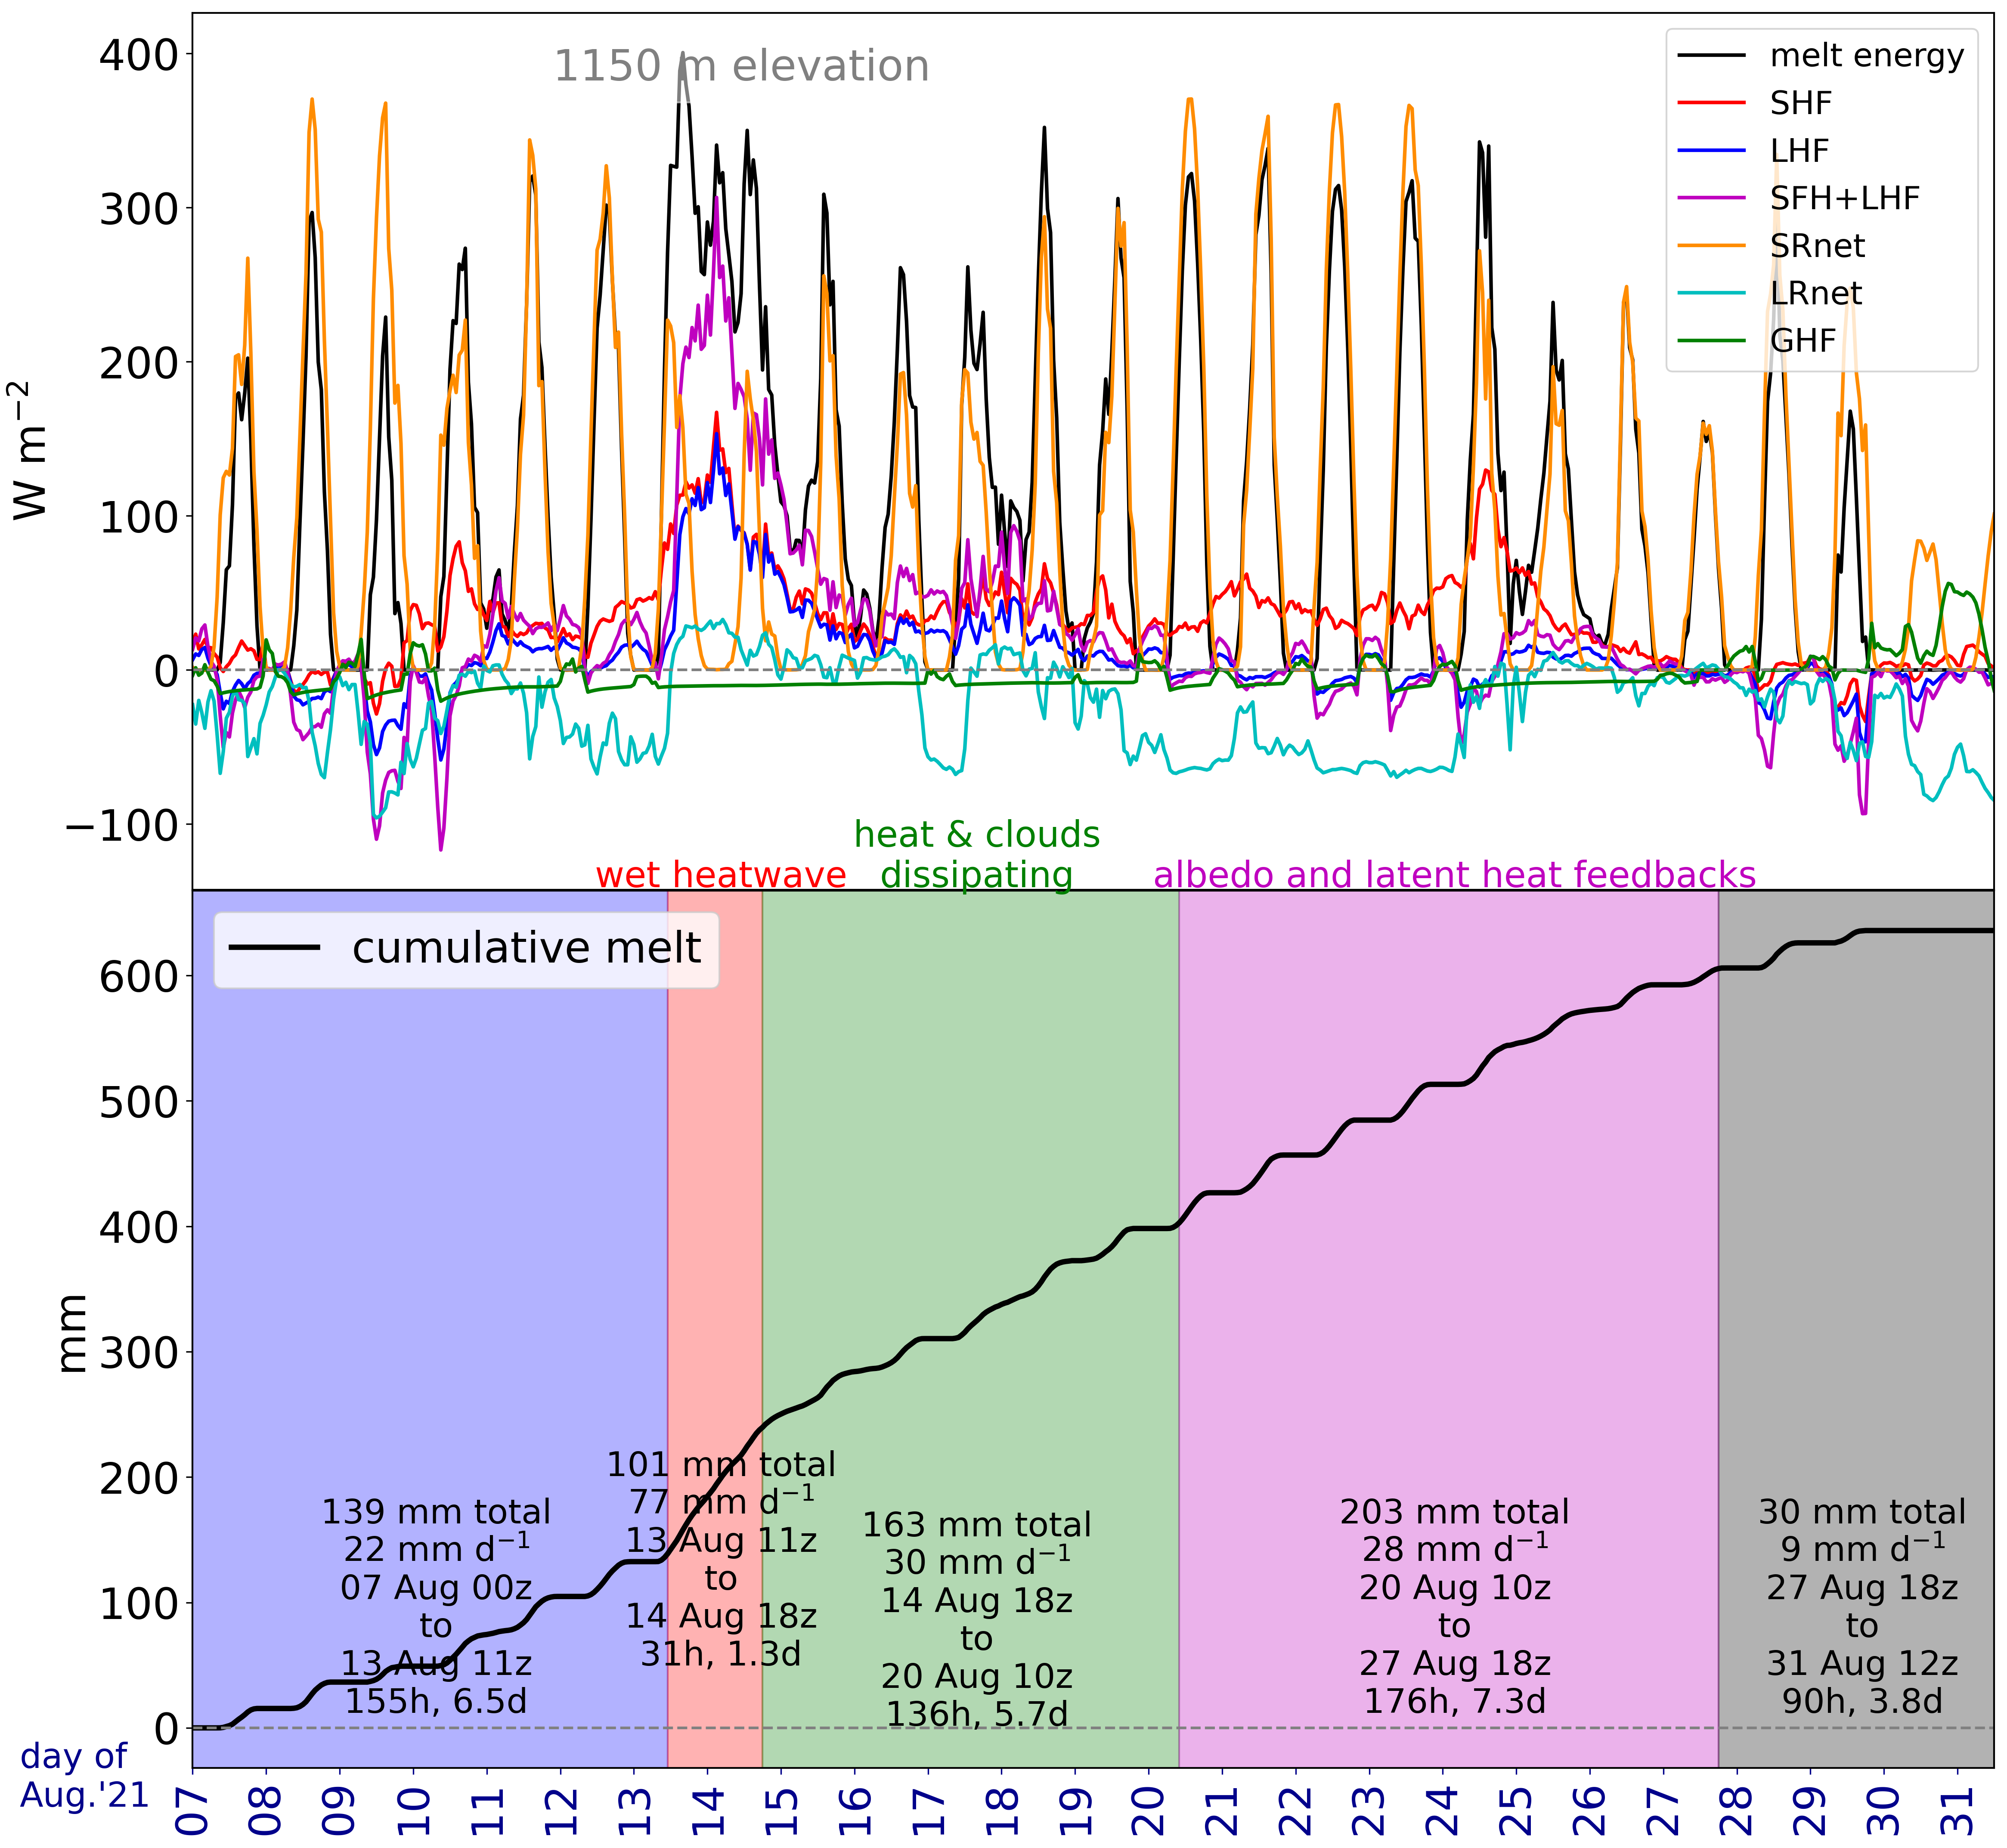 1150 m elevation
melt energy
SHF
LHF
SFH+LHF
SRnet
LRnet
GHF
400
300
200
100
0
−100
W m⁻²
heat & clouds
dissipating
wet heatwave
albedo and latent heat feedbacks
cumulative melt
600
500
400
300
200
100
0
mm
139 mm total
22 mm d⁻¹
07 Aug 00z
to
13 Aug 11z
155h, 6.5d
101 mm total
77 mm d⁻¹
13 Aug 11z
to
14 Aug 18z
31h, 1.3d
163 mm total
30 mm d⁻¹
14 Aug 18z
to
20 Aug 10z
136h, 5.7d
203 mm total
28 mm d⁻¹
20 Aug 10z
to
27 Aug 18z
176h, 7.3d
30 mm total
9 mm d⁻¹
27 Aug 18z
to
31 Aug 12z
90h, 3.8d
day of
Aug.'21
07 08 09 10 11 12 13 14 15 16 17 18 19 20 21 22 23 24 25 26 27 28 29 30 31